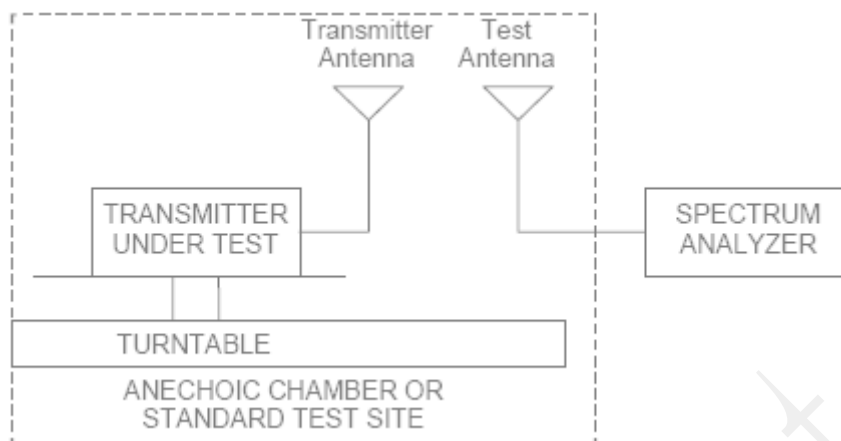 Transmitter
Antenna
Test
Antenna
TRANSMITTER
UNDER TEST
SPECTRUM
ANALYZER
TURNTABLE
ANECHOIC CHAMBER OR
STANDARD TEST SITE